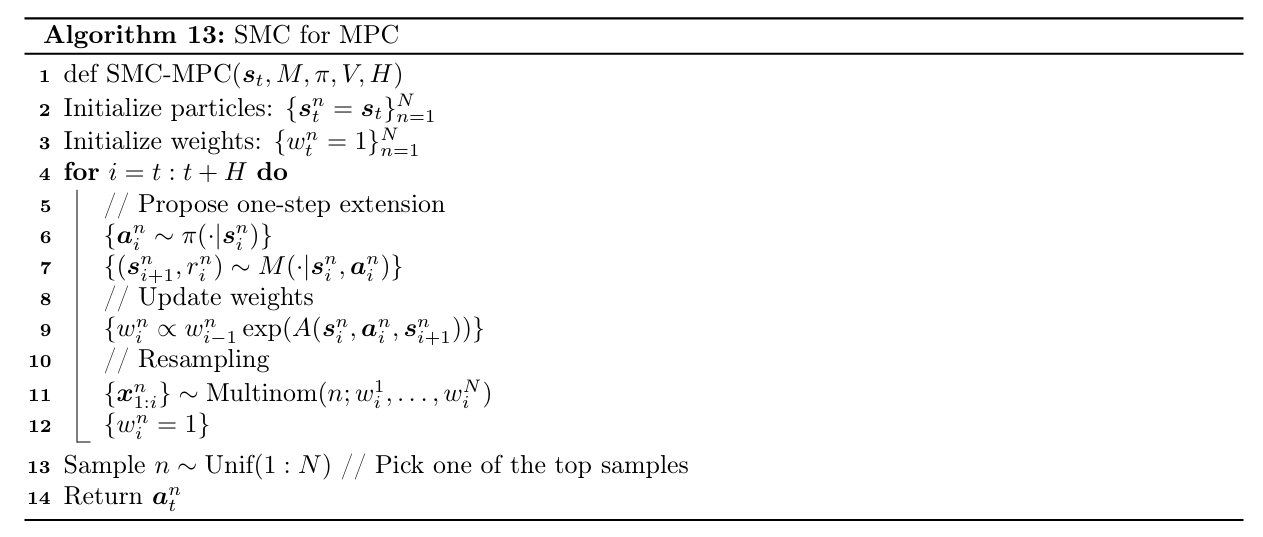 Algorithm 13: SMC for MPC
1 def SMC-MPC($\boldsymbol{s}_t, M, \pi, V, H$)
2 Initialize particles: $\{\boldsymbol{s}_t^n = \boldsymbol{s}_t\}_{n=1}^N$
3 Initialize weights: $\{w_t^n = 1\}_{n=1}^N$
4 for $i = t : t + H$ do
5 // Propose one-step extension
6 $\{\boldsymbol{a}_i^n \sim \pi(\cdot|\boldsymbol{s}_i^n)\}$
7 $\{(\boldsymbol{s}_{i+1}^n, r_i^n) \sim M(\cdot|\boldsymbol{s}_i^n, \boldsymbol{a}_i^n)\}$
8 // Update weights
9 $\{w_i^n \propto w_{i-1}^n \exp(A(\boldsymbol{s}_i^n, \boldsymbol{a}_i^n, \boldsymbol{s}_{i+1}^n))\}$
10 // Resampling
11 $\{\boldsymbol{x}_{1:i}^n\} \sim \text{Multinom}(n; w_i^1, \ldots, w_i^N)$
12 $\{w_i^n = 1\}$
13 Sample $n \sim \text{Unif}(1 : N)$ // Pick one of the top samples
14 Return $\boldsymbol{a}_t^n$